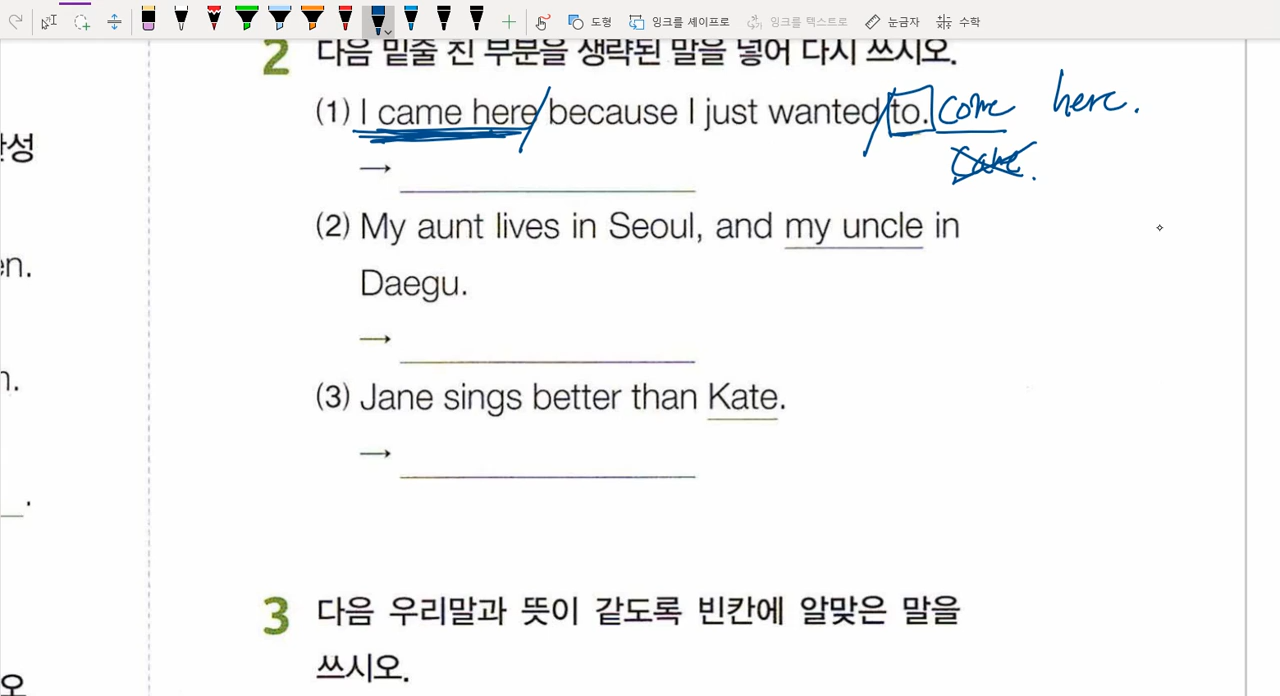 도형 잉크를 셰이프로 잉크를 텍스트로 눈금자 수학
2 다음 밑줄 친 부분을 생략된 말을 넣어 다시 쓰시오.
(1) I came here because I just wanted to. come here.
→
(2) My aunt lives in Seoul, and my uncle in
Daegu.
→
(3) Jane sings better than Kate.
→
3 다음 우리말과 뜻이 같도록 빈칸에 알맞은 말을
쓰시오.